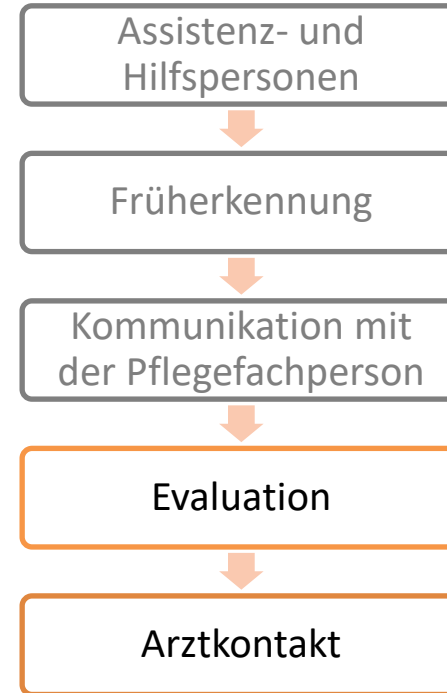 Assistenz- und
Hilfspersonen
Früherkennung
Kommunikation mit
der Pflegefachperson
Evaluation
Arztkontakt